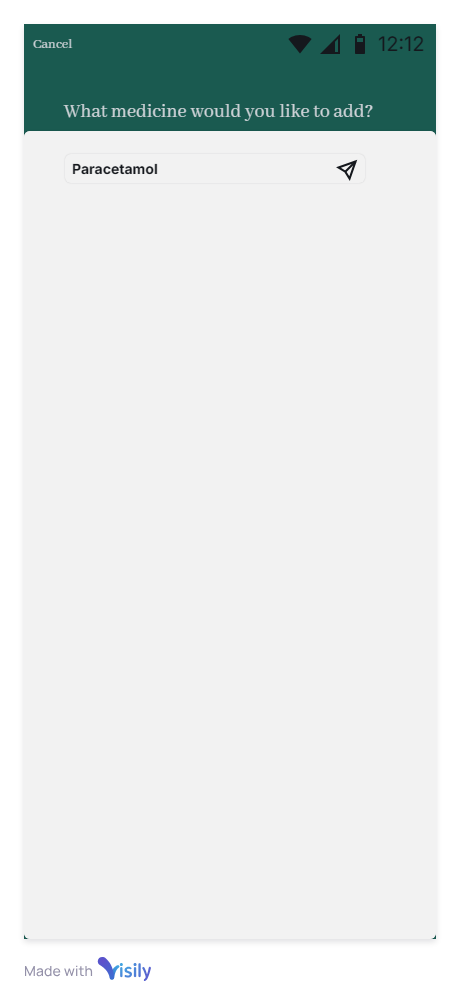 Cancel
12:12
What medicine would you like to add?
Paracetamol
Made with Visily